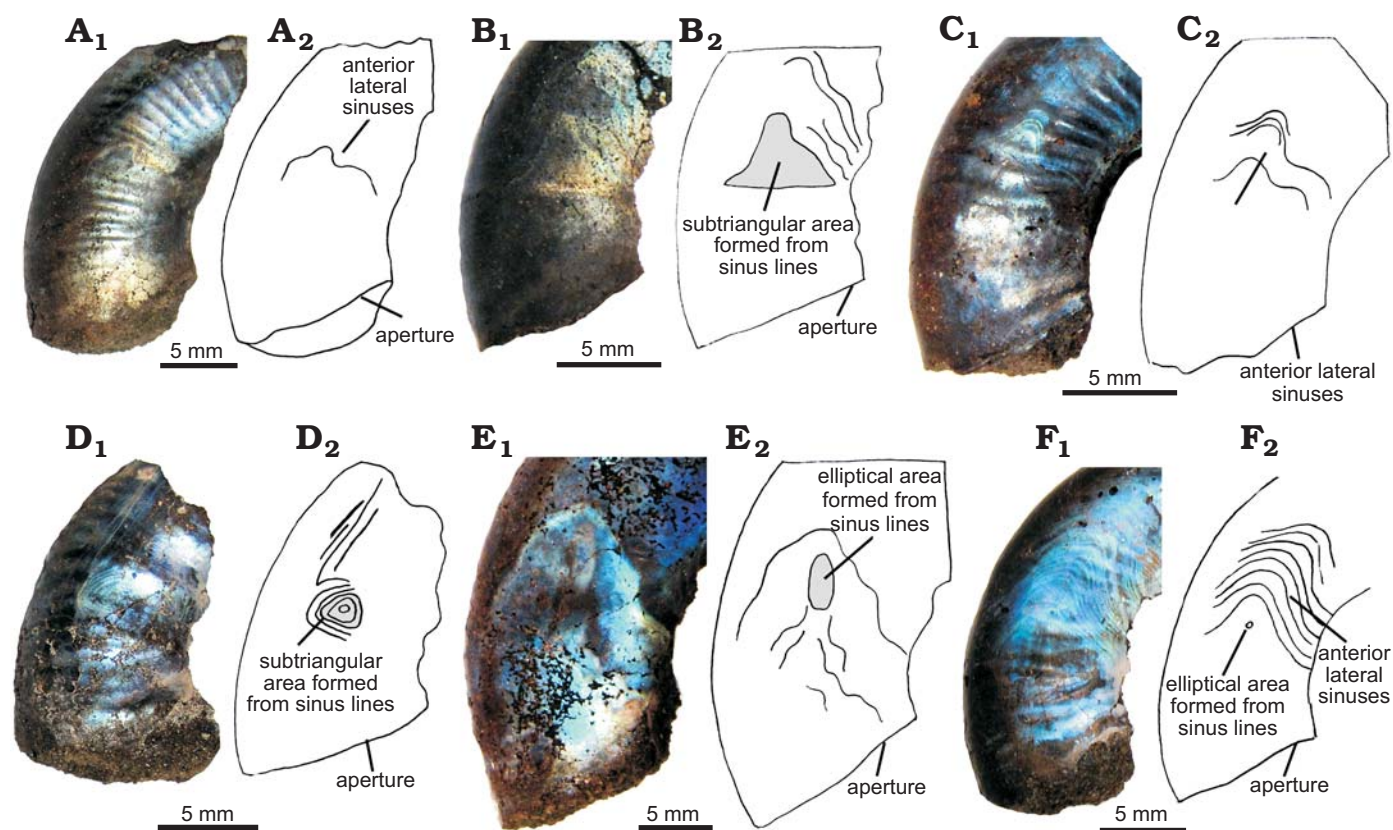 A1
A2
anterior
lateral
sinuses
aperture
5 mm
B1
B2
subtriangular area
formed from
sinus lines
aperture
5 mm
C1
C2
anterior lateral
sinuses
5 mm
D1
D2
subtriangular
area formed
from sinus lines
aperture
5 mm
E1
E2
elliptical area
formed from
sinus lines
aperture
5 mm
F1
F2
anterior
lateral
sinuses
elliptical area
formed from
sinus lines
aperture
5 mm